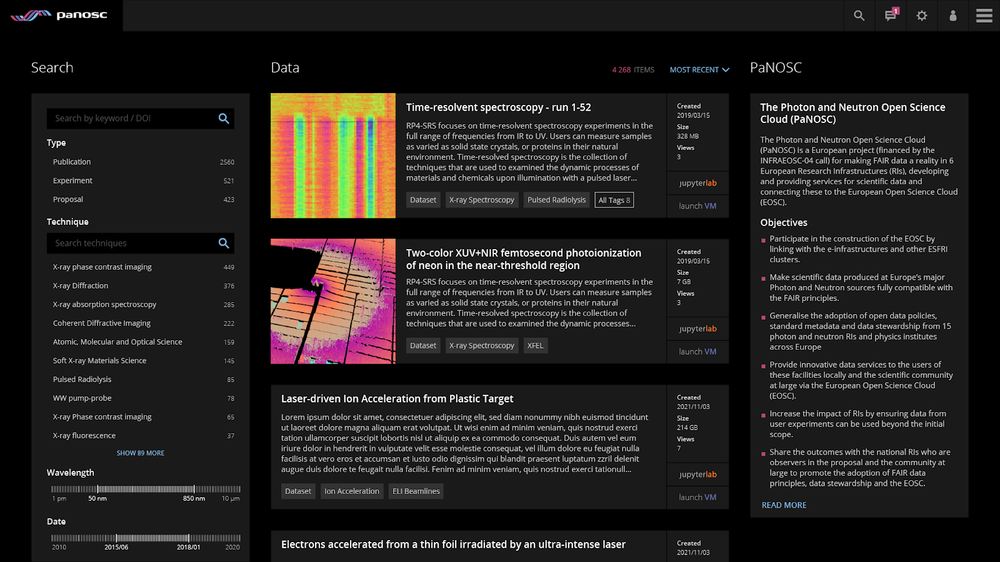 panosc
1
Search
Search by keyword / DOI
Type
Publication 2560
Experiment 521
Proposal 423
Technique
Search techniques
X-ray phase contrast imaging 449
X-ray Diffraction 376
X-ray absorption spectroscopy 285
Coherent Diffractive Imaging 222
Atomic, Molecular and Optical Science 159
Soft X-ray Materials Science 145
Pulsed Radiolysis 85
WW pump-probe 78
X-ray Phase contrast imaging 65
X-ray fluorescence 37
SHOW 89 MORE
Wavelength
1 pm 50 nm 850 nm 10 µm
Date
2010 2015/06 2018/01 2020
Data
4 268 ITEMS MOST RECENT
Time-resolvent spectroscopy - run 1-52
RP4-SRS focuses on time-resolvent spectroscopy experiments in the
full range of frequencies from IR to UV. Users can measure samples
as varied as solid state crystals, or proteins in their natural
environment. Time-resolved spectroscopy is the collection of
techniques that are used to examined the dynamic processes of
materials and chemicals upon illumination with a pulsed laser...
Dataset X-ray Spectroscopy Pulsed Radiolysis All Tags 8
Created
2019/03/15
Size
328 MB
Views
3
jupyterlab
launch VM
Two-color XUV+NIR femtosecond photoionization
of neon in the near-threshold region
RP4-SRS focuses on time-resolvent spectroscopy experiments in the
full range of frequencies from IR to UV. Users can measure samples
as varied as solid state crystals, or proteins in their natural
environment. Time-resolved spectroscopy is the collection of
techniques that are used to examined the dynamic processes...
Dataset X-ray Spectroscopy XFEL
Created
2019/03/15
Size
7 GB
Views
3
jupyterlab
launch VM
Laser-driven Ion Acceleration from Plastic Target
Lorem ipsum dolor sit amet, consectetuer adipiscing elit, sed diam nonummy nibh euismod tincidunt
ut laoreet dolore magna aliquam erat volutpat. Ut wisi enim ad minim veniam, quis nostrud exerci
tation ullamcorper suscipit lobortis nisl ut aliquip ex ea commodo consequat. Duis autem vel eum
iriure dolor in hendrerit in vulputate velit esse molestie consequat, vel illum dolore eu feugiat nulla
facilisis at vero eros et accumsan et iusto odio dignissim qui blandit praesent luptatum zzril delenit
augue duis dolore te feugait nulla facilisi. Fenim ad minim veniam, quis nostrud exerci tationull...
Dataset Ion Acceleration ELI Beamlines
Created
2021/11/03
Size
214 GB
Views
7
jupyterlab
launch VM
Electrons accelerated from a thin foil irradiated by an ultra-intense laser
Created
2021/11/03
PaNOSC
The Photon and Neutron Open Science
Cloud (PaNOSC)
The Photon and Neutron Open Science Cloud
(PaNOSC) is a European project (financed by the
INFRAEOSC-04 call) for making FAIR data a reality in 6
European Research Infrastructures (RIs), developing
and providing services for scientific data and
connecting these to the European Open Science Cloud
(EOSC).
Objectives
Participate in the construction of the EOSC by
linking with the e-infrastructures and other ESFRI
clusters.
Make scientific data produced at Europe's major
Photon and Neutron sources fully compatible with
the FAIR principles.
Generalise the adoption of open data policies,
standard metadata and data stewardship from 15
photon and neutron RIs and physics institutes
across Europe
Provide innovative data services to the users of
these facilities locally and the scientific community
at large via the European Open Science Cloud
(EOSC).
Increase the impact of RIs by ensuring data from
user experiments can be used beyond the initial
scope.
Share the outcomes with the national RIs who are
observers in the proposal and the community at
large to promote the adoption of FAIR data
principles, data stewardship and the EOSC.
READ MORE